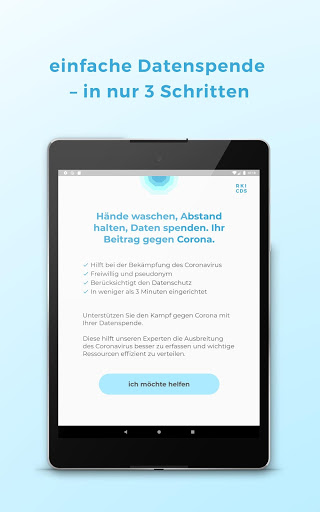 einfache Datenspende
– in nur 3 Schritten
RKI
CDS
Hände waschen, Abstand
halten, Daten spenden. Ihr
Beitrag gegen Corona.
✓ Hilft bei der Bekämpfung des Coronavirus
✓ Freiwillig und pseudonym
✓ Berücksichtigt den Datenschutz
✓ In weniger als 3 Minuten eingerichtet
Unterstützen Sie den Kampf gegen Corona mit
Ihrer Datenspende.
Diese hilft unseren Experten die Ausbreitung
des Coronavirus besser zu erfassen und wichtige
Ressourcen effizient zu verteilen.
ich möchte helfen